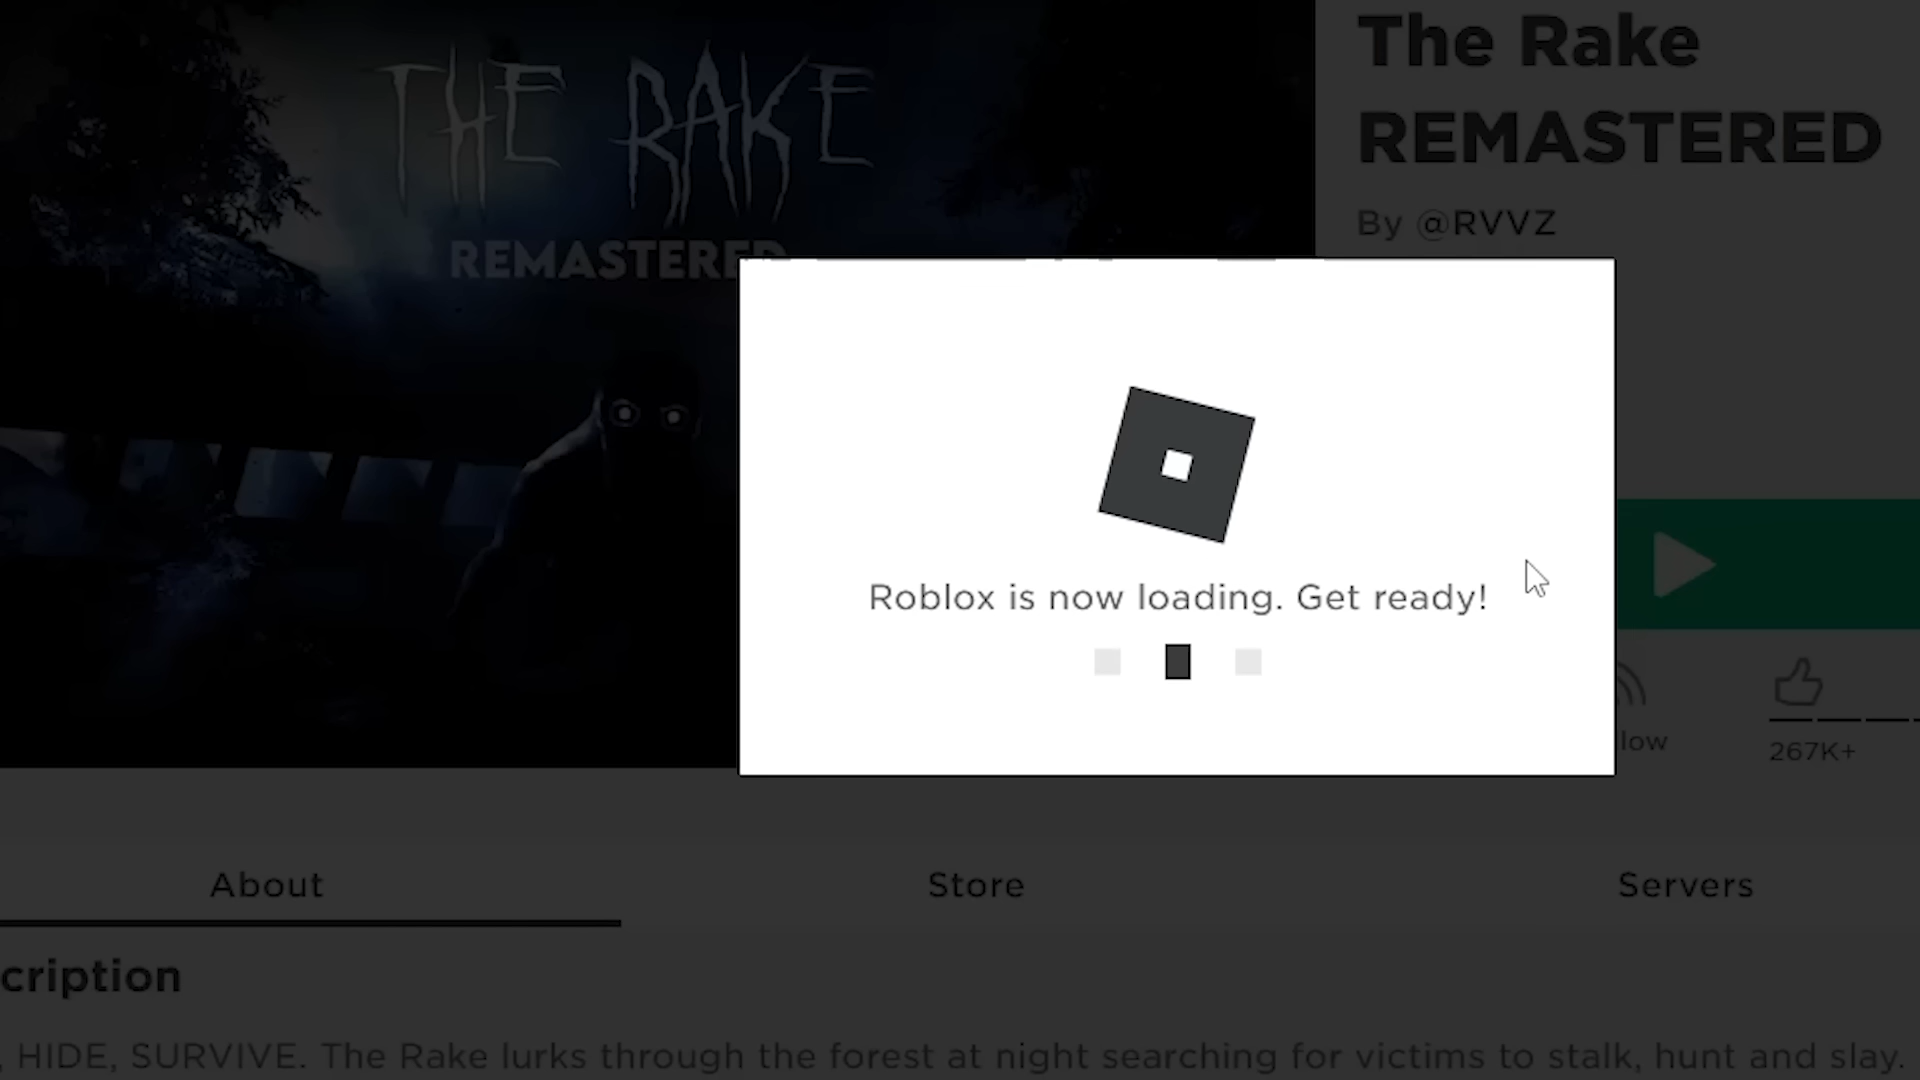 THE RAKE
REMASTERED
The Rake
REMASTERED
By @RVVZ
Roblox is now loading. Get ready!
low
267K+
About
Store
Servers
cription
, HIDE, SURVIVE. The Rake lurks through the forest at night searching for victims to stalk, hunt and slay.